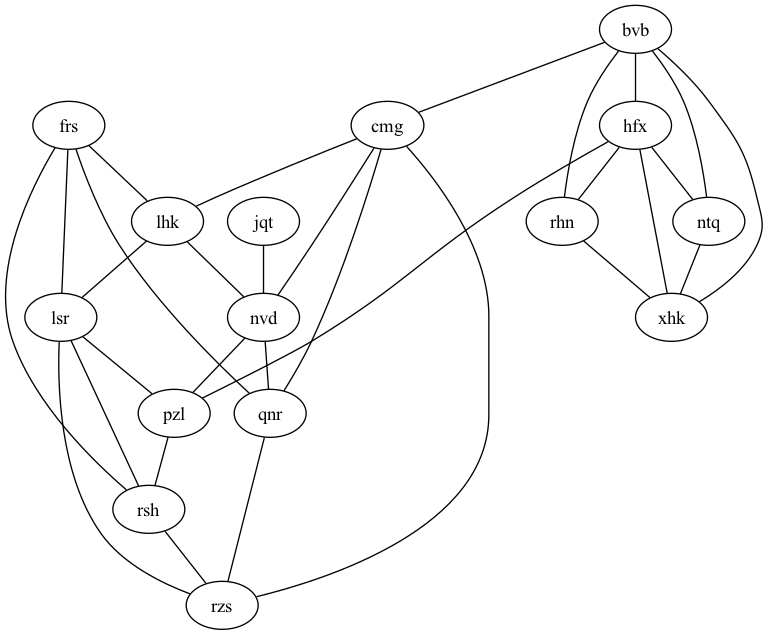 bvb
frs
cmg
hfx
lhk
jqt
rhn
ntq
lsr
nvd
xhk
pzl
qnr
rsh
rzs